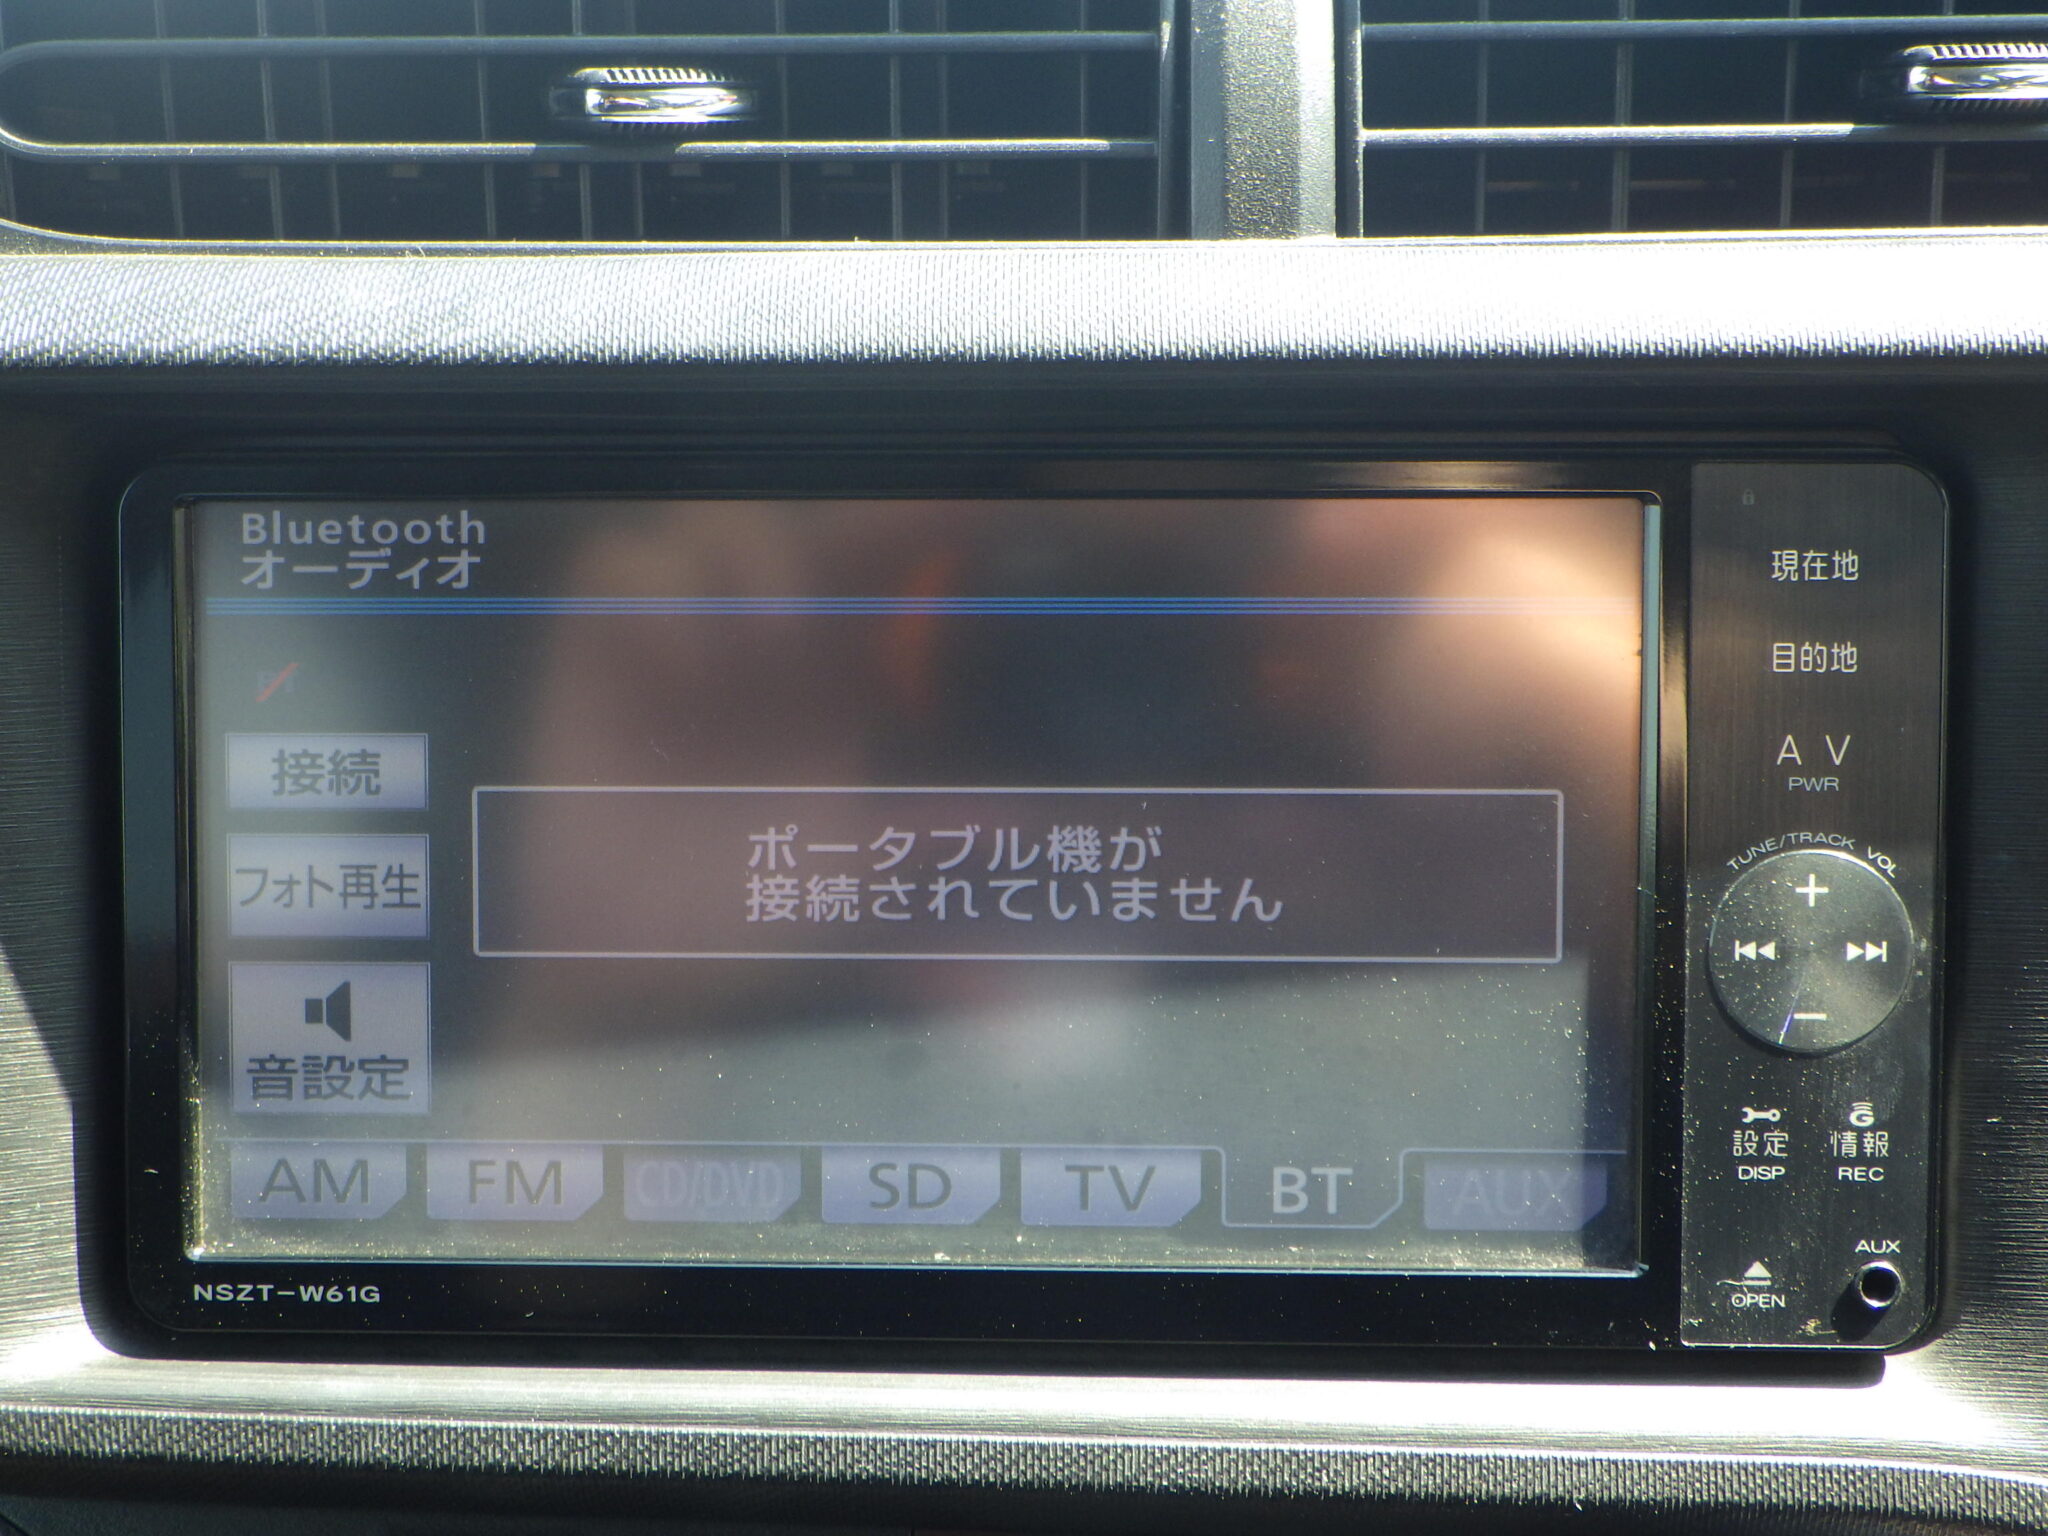 Bluetooth
オーディオ
接続
フォト再生
音設定
ポータブル機が
接続されていません
AM
FM
CD/DVD
SD
TV
BT
AUX
NSZT-W61G
現在地
目的地
AV
PWR
TUNE/TRACK VOL
+
−
設定
DISP
G
情報
REC
AUX
OPEN